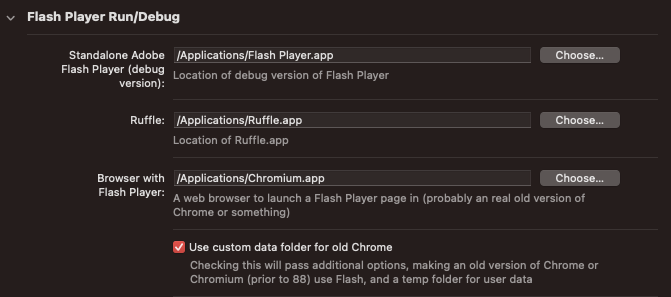 Flash Player Run/Debug
Standalone Adobe
Flash Player (debug
version):
/Applications/Flash Player.app
Choose...
Location of debug version of Flash Player
Ruffle:
/Applications/Ruffle.app
Choose...
Location of Ruffle.app
Browser with
Flash Player:
/Applications/Chromium.app
Choose...
A web browser to launch a Flash Player page in (probably an real old version of
Chrome or something)
Use custom data folder for old Chrome
Checking this will pass additional options, making an old version of Chrome or
Chromium (prior to 88) use Flash, and a temp folder for user data